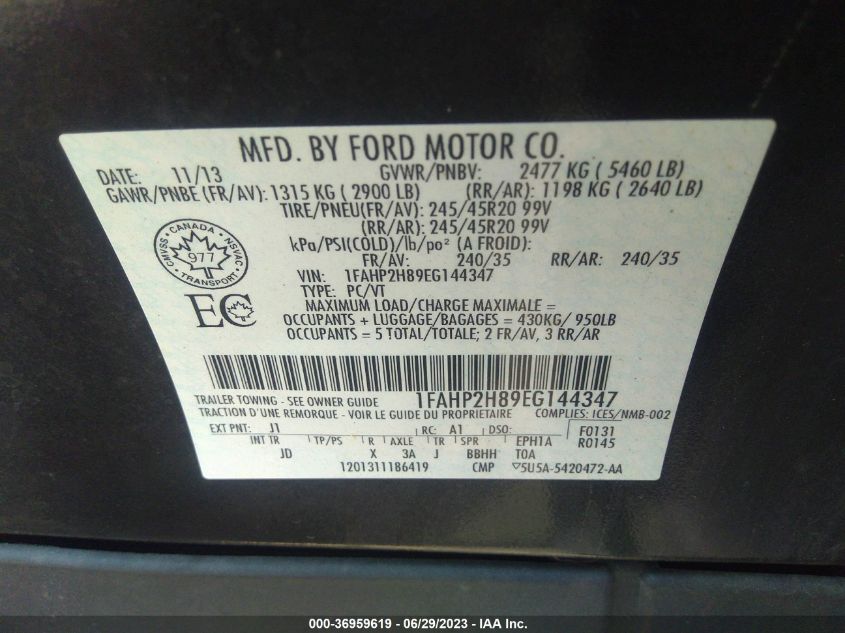 MFD. BY FORD MOTOR CO.
DATE: 11/13 GVWR/PNBV: 2477 KG ( 5460 LB)
GAWR/PNBE (FR/AV): 1315 KG ( 2900 LB) (RR/AR): 1198 KG ( 2640 LB)
TIRE/PNEU(FR/AV): 245/45R20 99V
(RR/AR): 245/45R20 99V
kPa/PSI(COLD)/lb/po² (A FROID):
FR/AV: 240/35 RR/AR: 240/35
VIN: 1FAHP2H89EG144347
TYPE: PC/VT
MAXIMUM LOAD/CHARGE MAXIMALE =
OCCUPANTS + LUGGAGE/BAGAGES = 430KG/ 950LB
OCCUPANTS = 5 TOTAL/TOTALE; 2 FR/AV, 3 RR/AR
CANADA
CMVSS NSVAC
977
TRANSPORT
EC
TRAILER TOWING - SEE OWNER GUIDE 1FAHP2H89EG144347
TRACTION D'UNE REMORQUE - VOIR LE GUIDE DU PROPRIETAIRE COMPLIES: ICES/NMB-002
EXT PNT: J1 RC: A1 DSO: F0131
INT TR TP/PS R AXLE TR SPR EPH1A R0145
JD X 3A J BBHH T0A
1201311186419 CMP ▽5U5A-5420472-AA
000-36959619 - 06/29/2023 - IAA Inc.